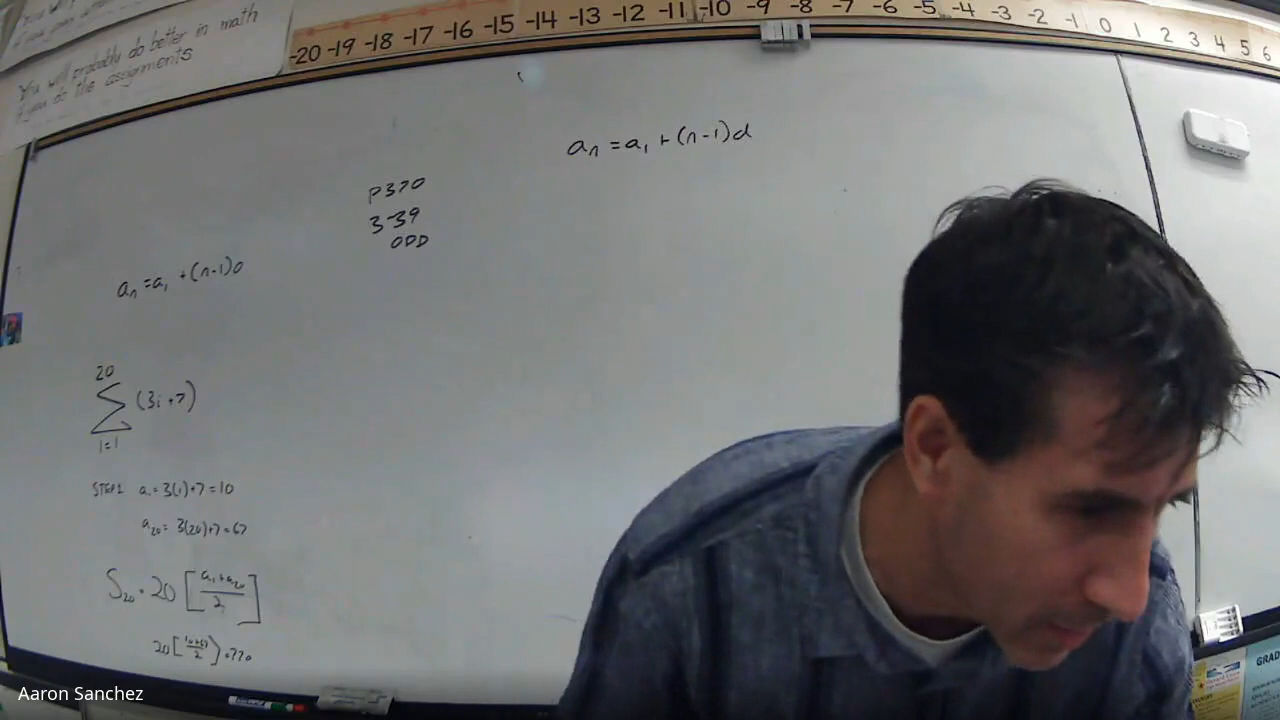 You will probably do better in math
if you do the assignments
-20 -19 -18 -17 -16 -15 -14 -13 -12 -11 -10 -9 -8 -7 -6 -5 -4 -3 -2 -1 0 1 2 3 4 5 6
aₙ = a₁ + (n-1)d
P370
3-39
ODD
aₙ = a₁ + (n-1)d
20
Σ (3i+7)
i=1
STEP1 a₁ = 3(1)+7 = 10
a₂₀ = 3(20)+7 = 67
S₂₀ = 20 [(a₁+a₂₀)/2]
20[(10+67)/2] = 770
GRAD
Aaron Sanchez